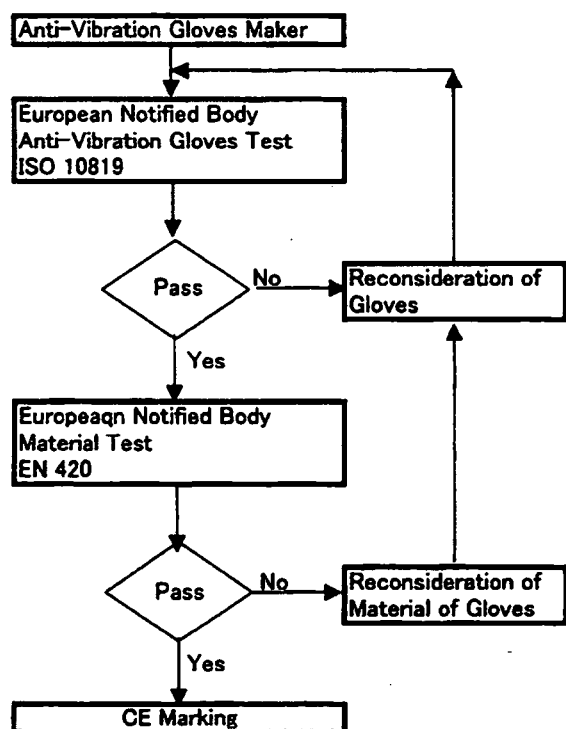 Anti-Vibration Gloves Maker
European Notified Body
Anti-Vibration Gloves Test
ISO 10819
Pass
No
Reconsideration of
Gloves
Yes
Europeaqn Notified Body
Material Test
EN 420
Pass
No
Reconsideration of
Material of Gloves
Yes
CE Marking